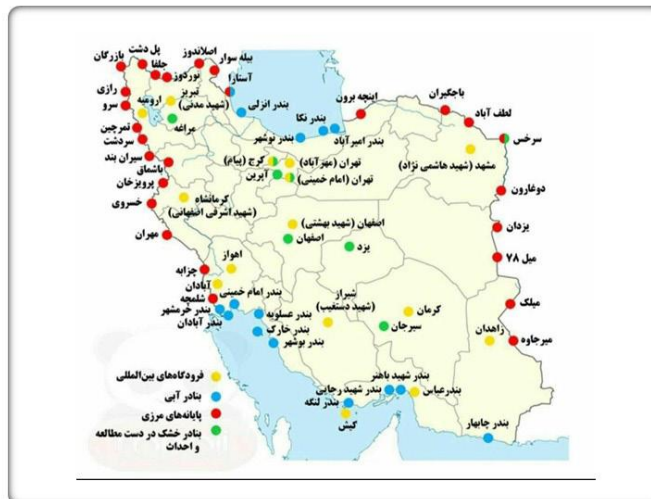 پل دشت
بازرگان
جلفا
نوردوز
اصلاندوز
بیله سوار
آستارا
رازی
سرو
ارومیه
تبریز
(شهید مدنی)
مراغه
تمرچین
سردشت
سیران بند
باشماق
پرویزخان
خسروی
مهران
کرمانشاه
(شهید اشرفی اصفهانی)
بندر انزلی
بندر نوشهر
بندر نکا
بندر امیرآباد
اینچه برون
باجگیران
لطف آباد
سرخس
مشهد (شهید هاشمی نژاد)
دوغارون
یزدان
میل ۷۸
میلک
میرجاوه
زاهدان
کرج (پیام)
تهران (مهرآباد)
آپرین
تهران (امام خمینی)
اصفهان (شهید بهشتی)
اصفهان
یزد
اهواز
چزابه
آبادان
شلمچه
بندر امام خمینی
بندر خرمشهر
بندر آبادان
بندر عسلویه
بندر خارک
بندر بوشهر
شیراز
(شهید دستغیب)
کرمان
سیرجان
بندر شهید باهنر
بندر شهید رجایی
بندر لنگه
بندرعباس
کیش
بندر چابهار
فرودگاه‌های بین‌المللی
بنادر آبی
پایانه‌های مرزی
بنادر خشک در دست مطالعه
و احداث